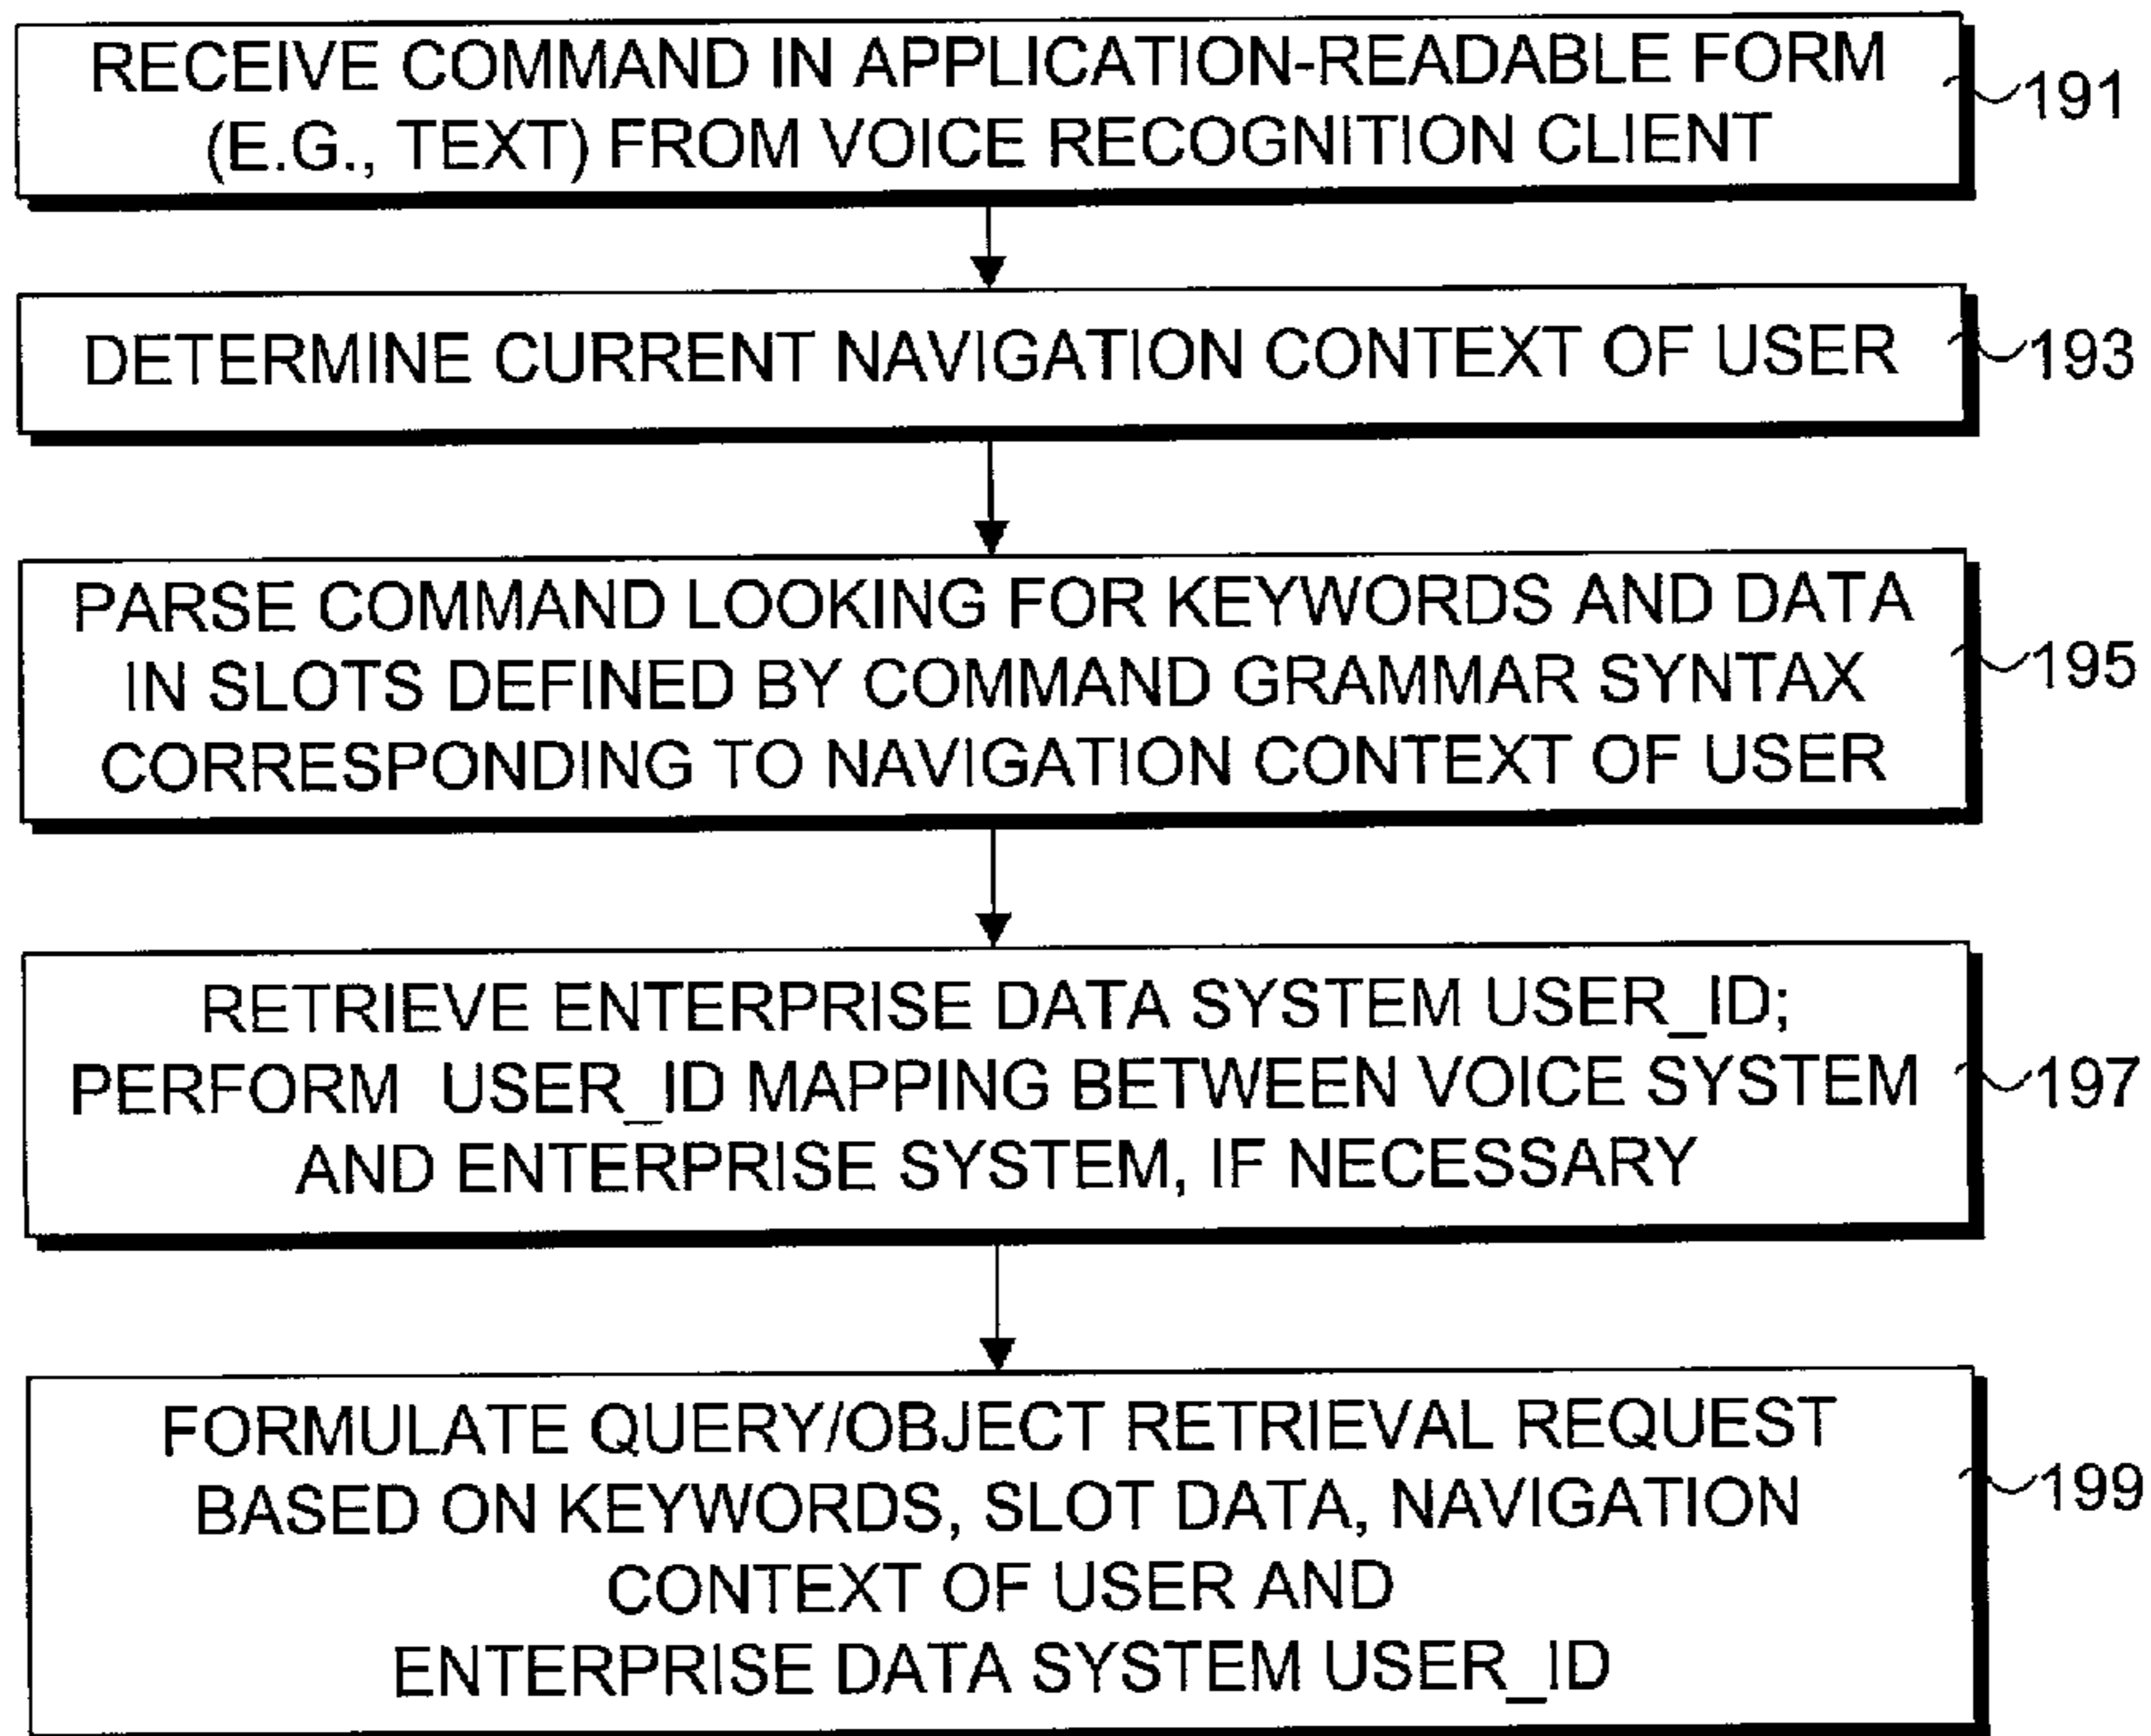 RECEIVE COMMAND IN APPLICATION-READABLE FORM
(E.G., TEXT) FROM VOICE RECOGNITION CLIENT
191
DETERMINE CURRENT NAVIGATION CONTEXT OF USER
193
PARSE COMMAND LOOKING FOR KEYWORDS AND DATA
IN SLOTS DEFINED BY COMMAND GRAMMAR SYNTAX
CORRESPONDING TO NAVIGATION CONTEXT OF USER
195
RETRIEVE ENTERPRISE DATA SYSTEM USER_ID;
PERFORM USER_ID MAPPING BETWEEN VOICE SYSTEM
AND ENTERPRISE SYSTEM, IF NECESSARY
197
FORMULATE QUERY/OBJECT RETRIEVAL REQUEST
BASED ON KEYWORDS, SLOT DATA, NAVIGATION
CONTEXT OF USER AND
ENTERPRISE DATA SYSTEM USER_ID
199